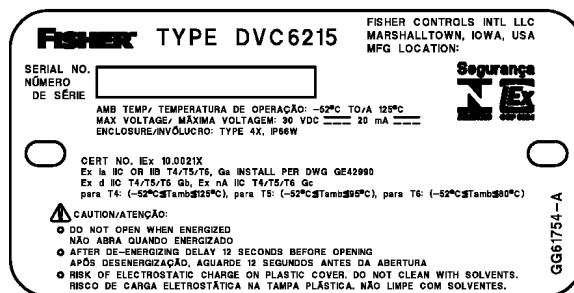 FISHER
TYPE DVC6215
FISHER CONTROLS INTL LLC
MARSHALLTOWN, IOWA, USA
MFG LOCATION:
SERIAL NO.
NÚMERO
DE SÉRIE
Segurança
AMB TEMP/ TEMPERATURA DE OPERAÇÃO: -52°C TO/A 125°C
MAX VOLTAGE/ MÁXIMA VOLTAGEM: 30 VDC 20 mA
ENCLOSURE/INVÓLUCRO: TYPE 4X, IP66W
CERT NO. IEx 10.0021X
Ex ia IIC OR IIB T4/T5/T6, Ga INSTALL PER DWG GE42990
Ex d IIC T4/T5/T6 Gb, Ex nA IIC T4/T5/T6 Gc
para T4: (-52°C≤Tamb≤125°C), para T5: (-52°C≤Tamb≤95°C), para T6: (-52°C≤Tamb≤80°C)
CAUTION/ATENÇÃO:
DO NOT OPEN WHEN ENERGIZED
NÃO ABRA QUANDO ENERGIZADO
AFTER DE-ENERGIZING DELAY 12 SECONDS BEFORE OPENING
APÓS DESENERGIZAÇÃO, AGUARDE 12 SEGUNDOS ANTES DA ABERTURA
RISK OF ELECTROSTATIC CHARGE ON PLASTIC COVER. DO NOT CLEAN WITH SOLVENTS.
RISCO DE CARGA ELETROSTÁTICA NA TAMPA PLÁSTICA. NÃO LIMPE COM SOLVENTES.
GG61754-A